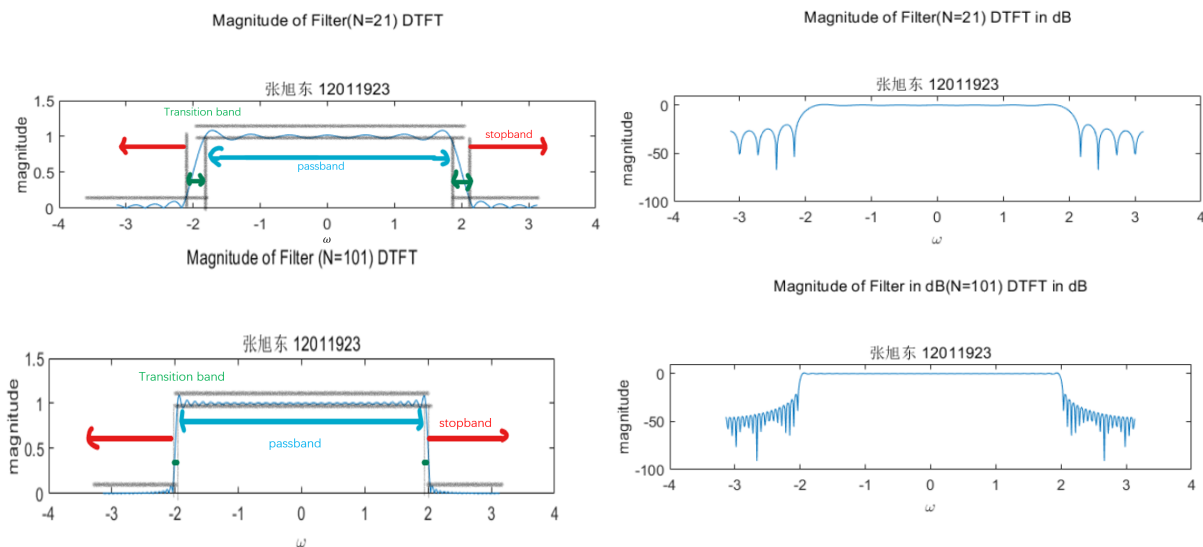 Magnitude of Filter(N=21) DTFT
张旭东 12011923
Transition band
magnitude
1.5
1
0.5
0
stopband
passband
-4 -3 -2 -1 0 1 2 3 4
ω
Magnitude of Filter(N=21) DTFT in dB
张旭东 12011923
0
-50
-100
-4 -3 -2 -1 0 1 2 3 4
ω
Magnitude of Filter (N=101) DTFT
张旭东 12011923
Transition band
magnitude
1.5
1
0.5
0
stopband
passband
-4 -3 -2 -1 0 1 2 3 4
ω
Magnitude of Filter in dB(N=101) DTFT in dB
张旭东 12011923
0
-50
-100
-4 -3 -2 -1 0 1 2 3 4
ω